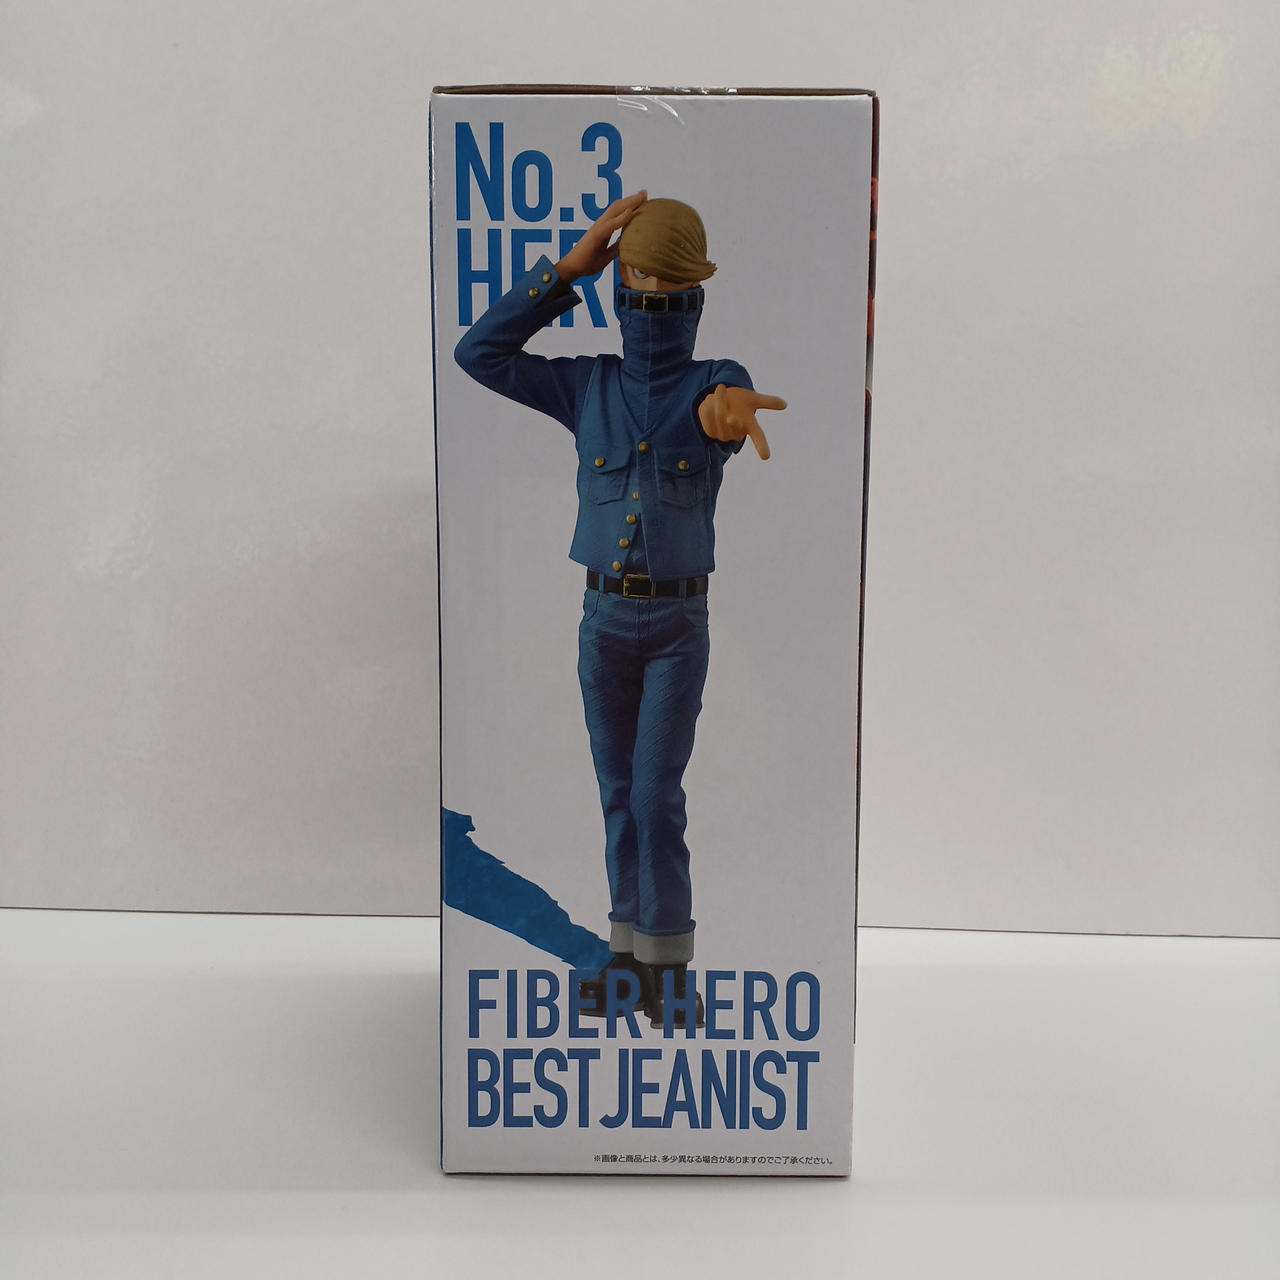 No.3
HERO
FIBER HERO
BEST JEANIST
※画像と商品とは、多少異なる場合がありますのでご了承ください。